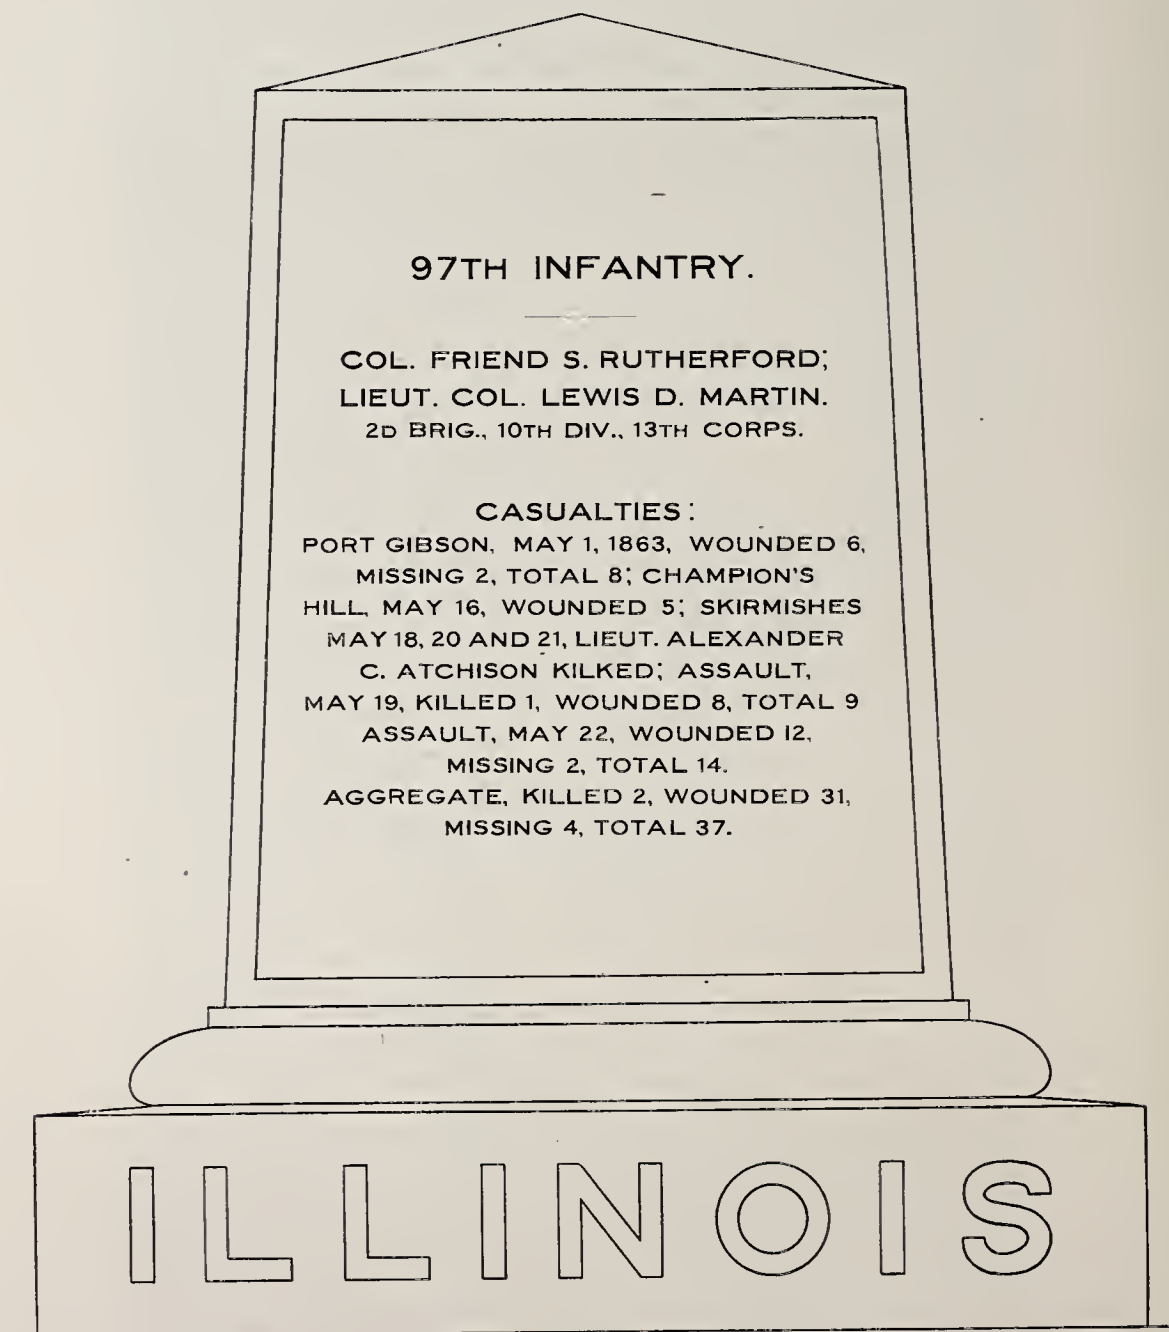 97TH INFANTRY.
COL. FRIEND S. RUTHERFORD;
LIEUT. COL. LEWIS D. MARTIN.
2D BRIG., 10TH DIV., 13TH CORPS.
CASUALTIES:
PORT GIBSON, MAY 1, 1863, WOUNDED 6,
MISSING 2, TOTAL 8; CHAMPION'S
HILL, MAY 16, WOUNDED 5; SKIRMISHES
MAY 18, 20 AND 21, LIEUT. ALEXANDER
C. ATCHISON KILKED; ASSAULT,
MAY 19, KILLED 1, WOUNDED 8, TOTAL 9
ASSAULT, MAY 22, WOUNDED 12,
MISSING 2, TOTAL 14.
AGGREGATE, KILLED 2, WOUNDED 31,
MISSING 4, TOTAL 37.
ILLINOIS